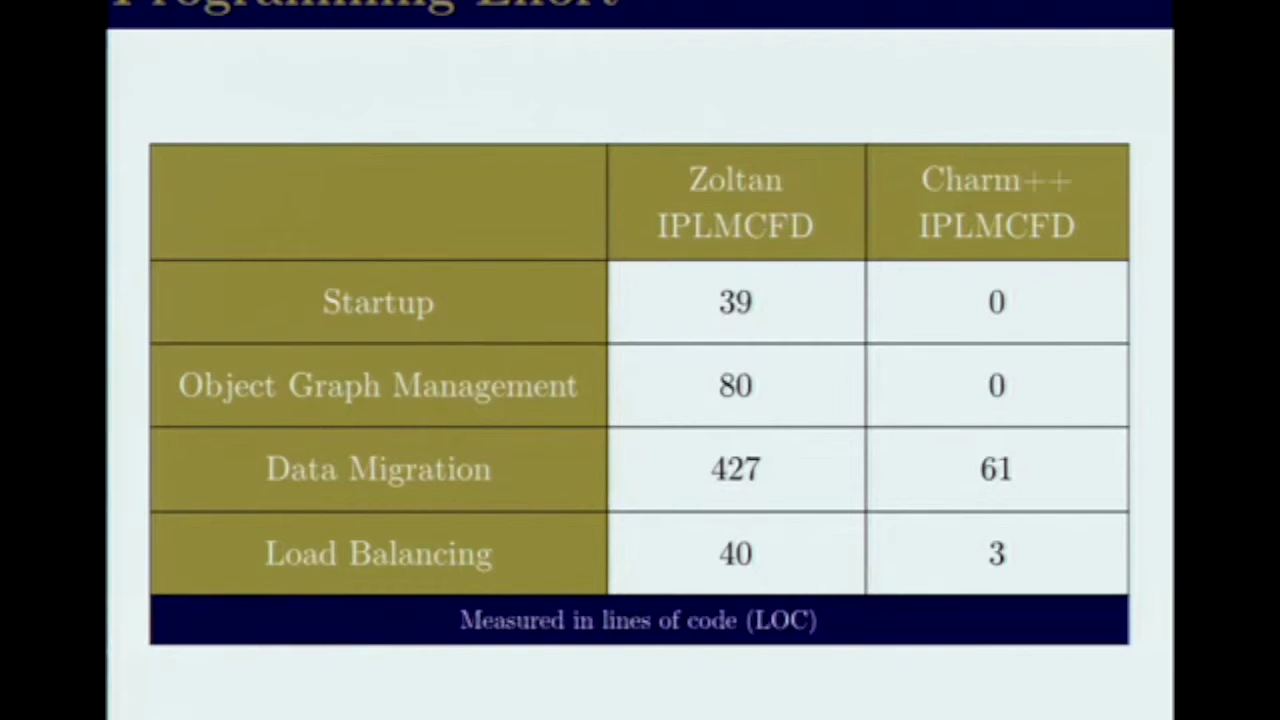 Programming Effort
Zoltan Charm++
IPLMCFD IPLMCFD
Startup 39 0
Object Graph Management 80 0
Data Migration 427 61
Load Balancing 40 3
Measured in lines of code (LOC)